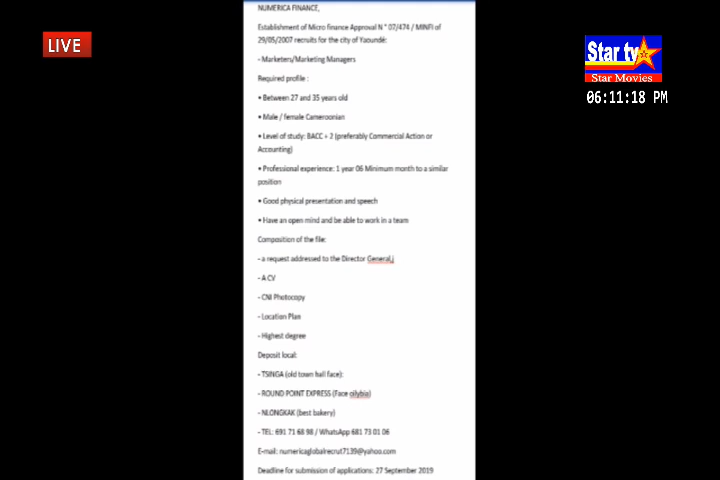 NUMERICA FINANCE,
LIVE
Star tv
Star Movies
06:11:18 PM
Establishment of Micro finance Approval N ° 07/474 / MINFI of
29/05/2007 recruits for the city of Yaoundé:
- Marketers/Marketing Managers
Required profile :
• Between 27 and 35 years old
• Male / female Cameroonian
• Level of study: BACC + 2 (preferably Commercial Action or
Accounting)
• Professional experience: 1 year 06 Minimum month to a similar
position
• Good physical presentation and speech
• Have an open mind and be able to work in a team
Composition of the file:
- a request addressed to the Director General,j
- A CV
- CNI Photocopy
- Location Plan
- Highest degree
Deposit local:
- TSINGA (old town hall face):
- ROUND POINT EXPRESS (Face oilybia)
- NLONGKAK (best bakery)
- TEL: 691 71 68 98 / WhatsApp 681 73 01 06
E-mail: numericaglobalrecrut7139@yahoo.com
Deadline for submission of applications: 27 September 2019